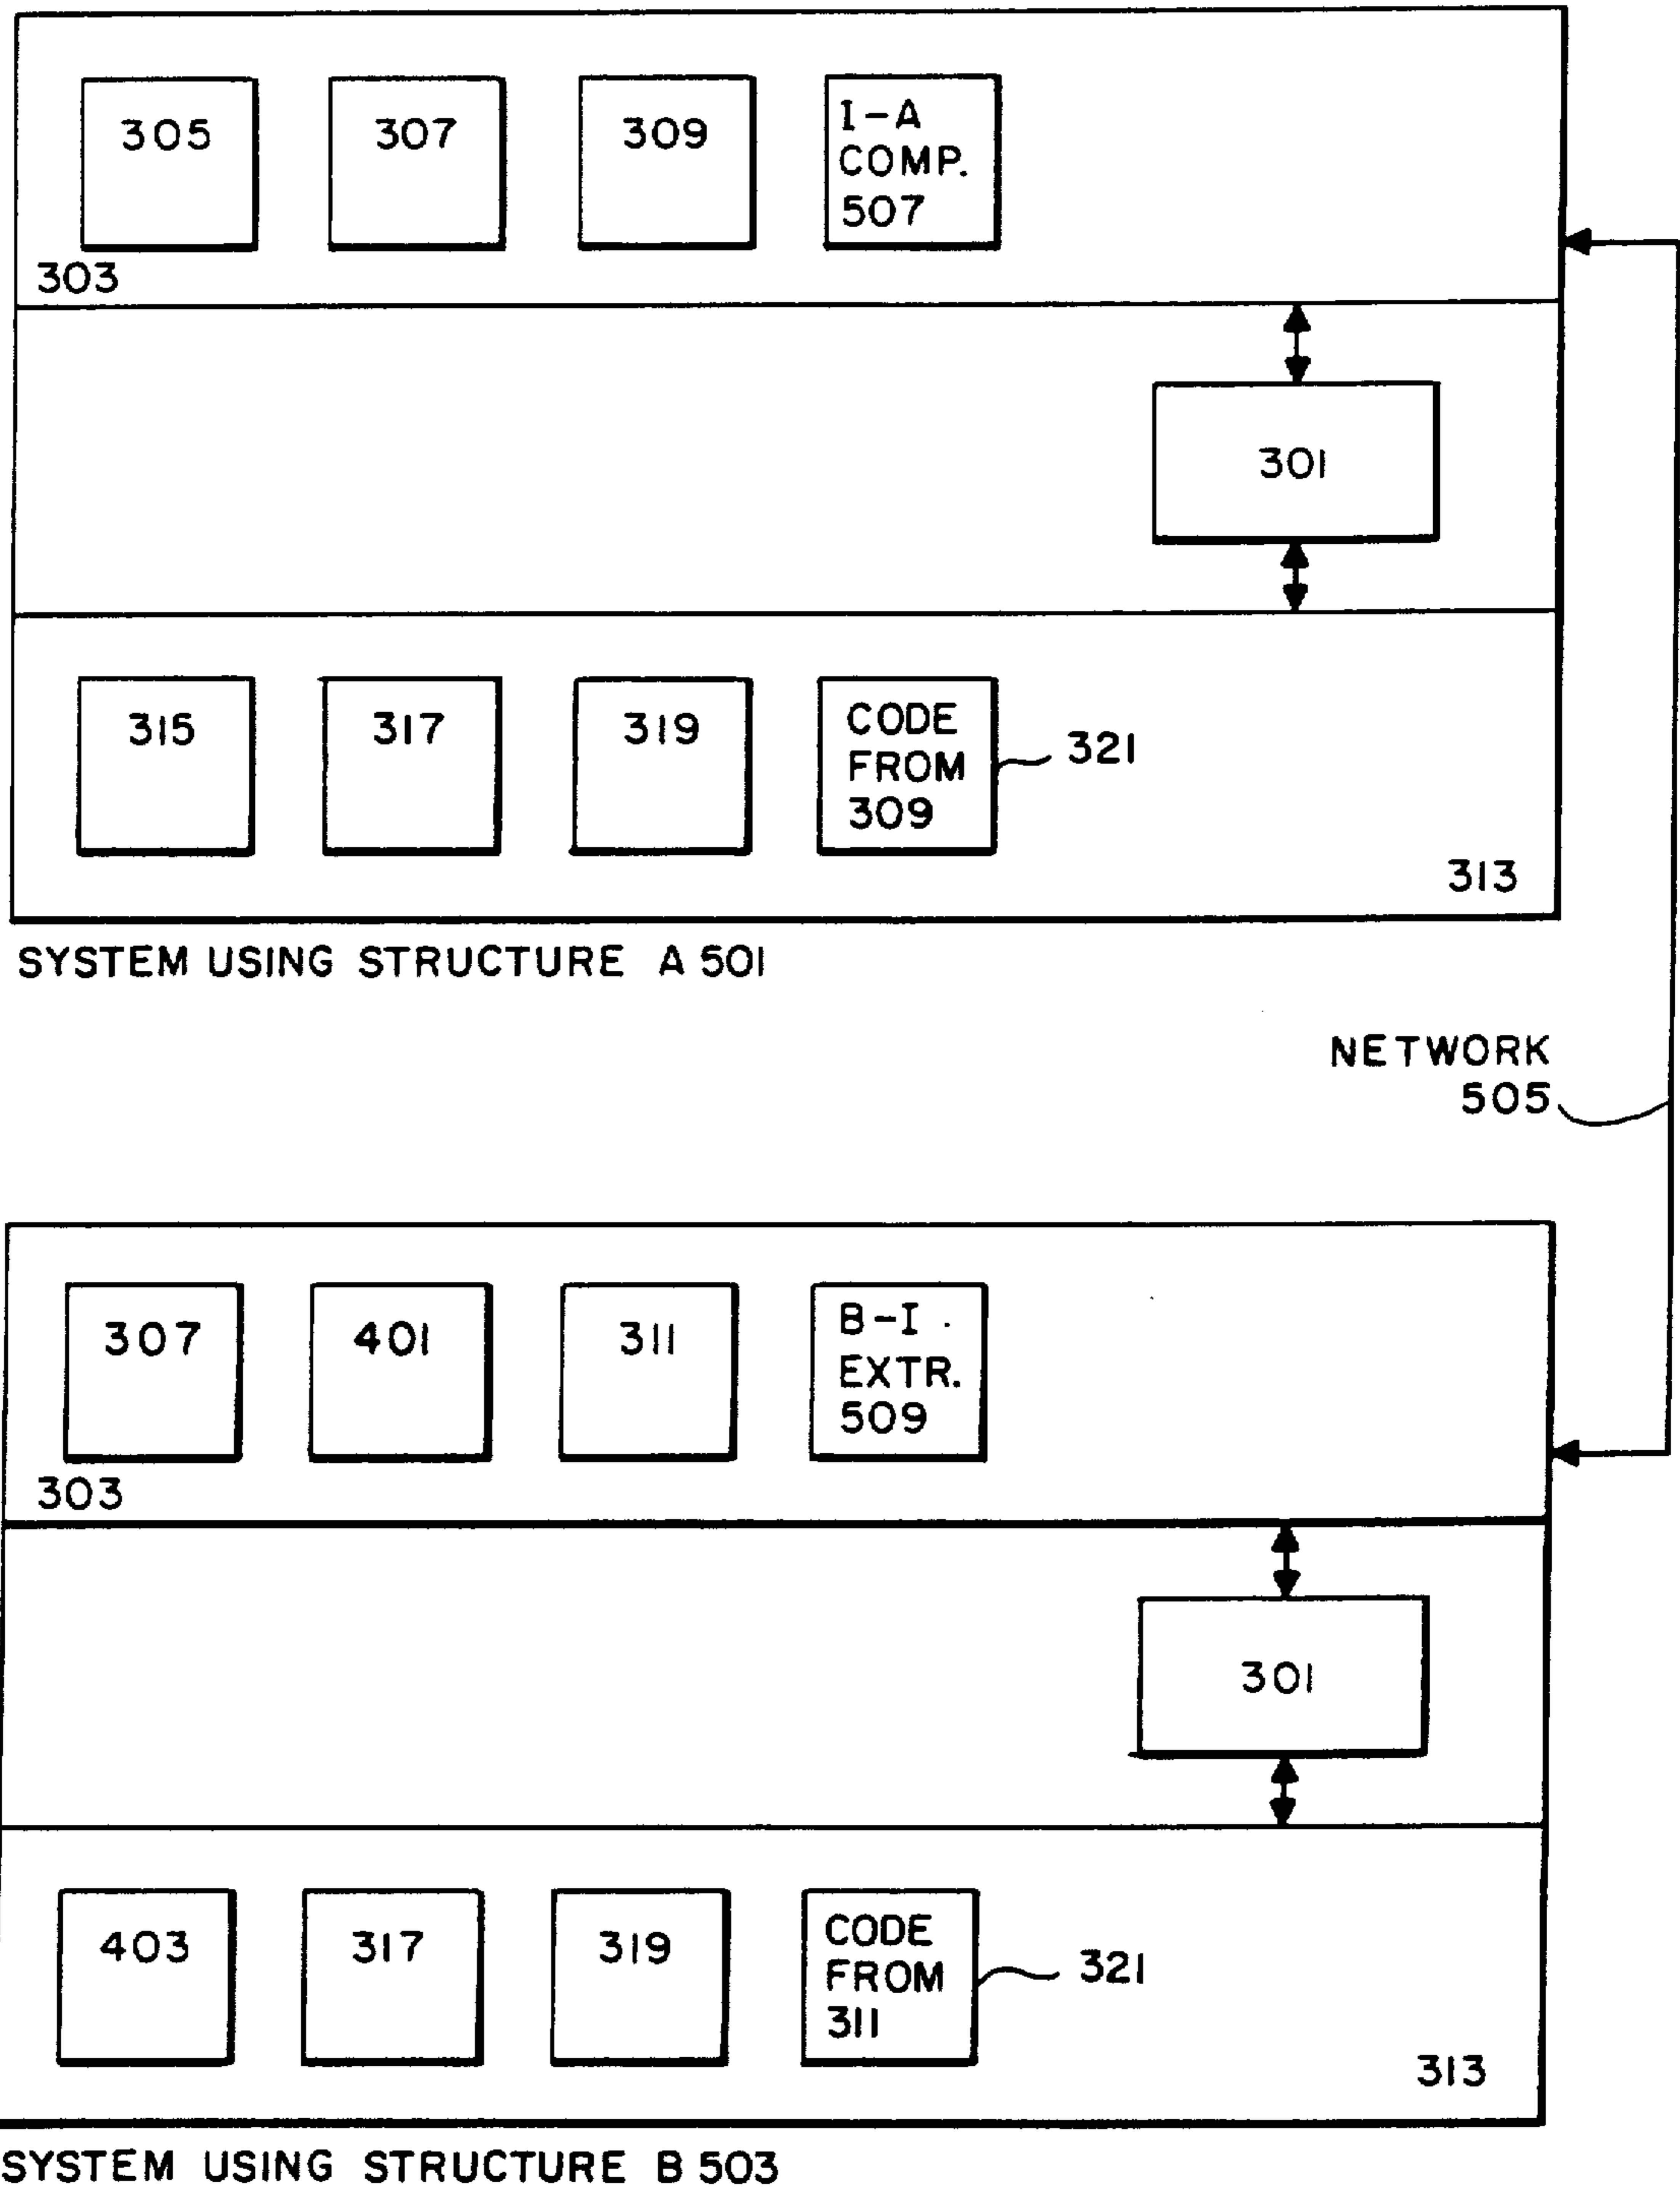 305
307
309
I-A
COMP.
507
303
301
315
317
319
CODE
FROM
309
321
313
SYSTEM USING STRUCTURE A 501
NETWORK
505
307
401
311
B-I
EXTR.
509
303
301
403
317
319
CODE
FROM
311
321
313
SYSTEM USING STRUCTURE B 503